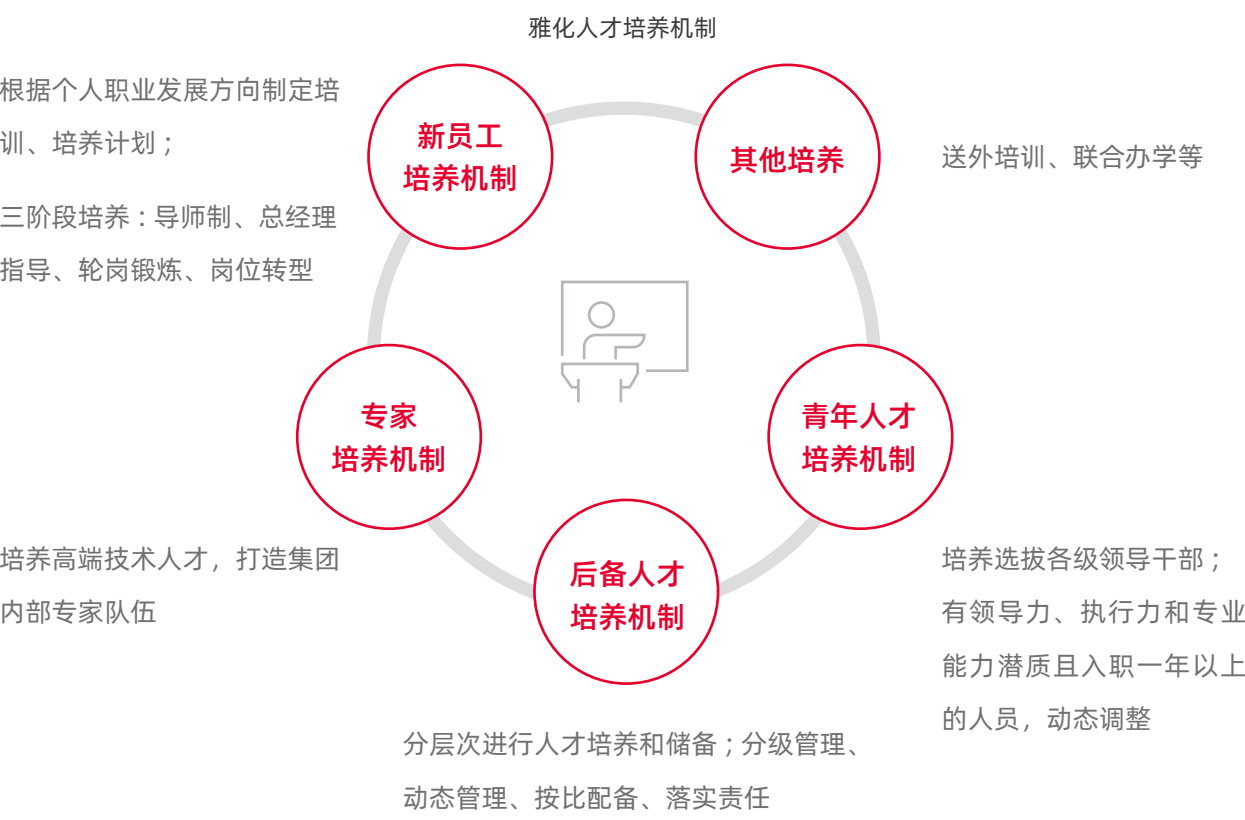 雅化人才培养机制
根据个人职业发展方向制定培
训、培养计划；
三阶段培养：导师制、总经理
指导、轮岗锻炼、岗位转型
新员工
培养机制
其他培养
送外培训、联合办学等
专家
培养机制
青年人才
培养机制
培养高端技术人才，打造集团
内部专家队伍
后备人才
培养机制
培养选拔各级领导干部；
有领导力、执行力和专业
能力潜质且入职一年以上
的人员，动态调整
分层次进行人才培养和储备；分级管理、
动态管理、按比配备、落实责任